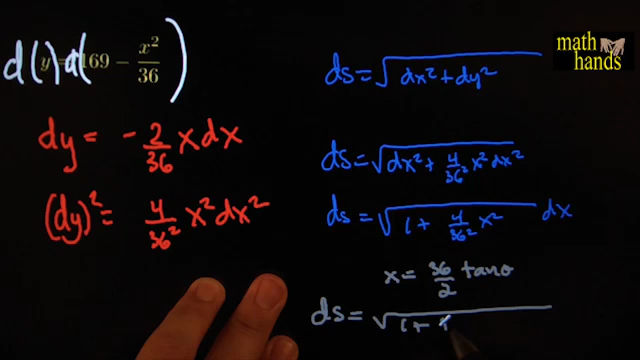 d(y) = d(169 - x²/36)
dy = - 2/36 x dx
(dy)² = 4/36² x² dx²
math
hands
ds = √(dx² + dy²)
ds = √(dx² + 4/36² x² dx²)
ds = √(1 + 4/36² x²) dx
x = 36/2 tanθ
ds = √(1 +